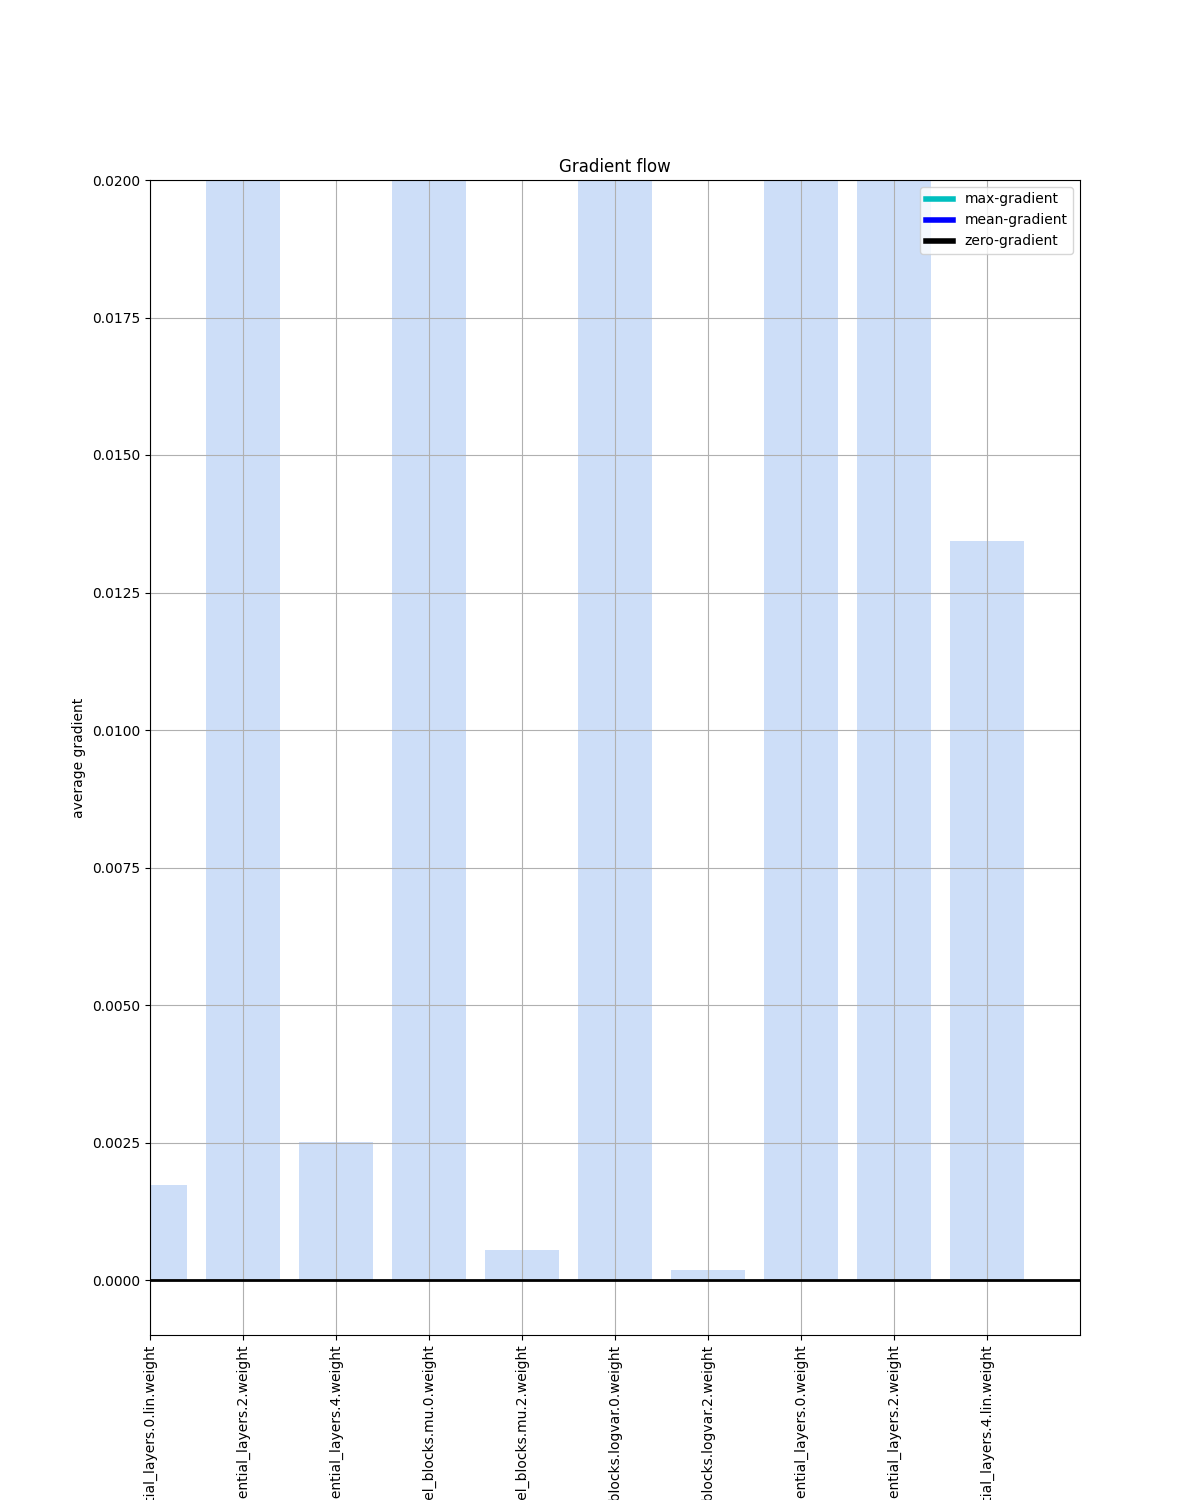 Gradient flow
max-gradient
mean-gradient
zero-gradient
0.0200
0.0175
0.0150
0.0125
0.0100
0.0075
0.0050
0.0025
0.0000
average gradient
tial_layers.0.lin.weight
ential_layers.2.weight
ential_layers.4.weight
el_blocks.mu.0.weight
el_blocks.mu.2.weight
blocks.logvar.0.weight
blocks.logvar.2.weight
ential_layers.0.weight
ential_layers.2.weight
tial_layers.4.lin.weight